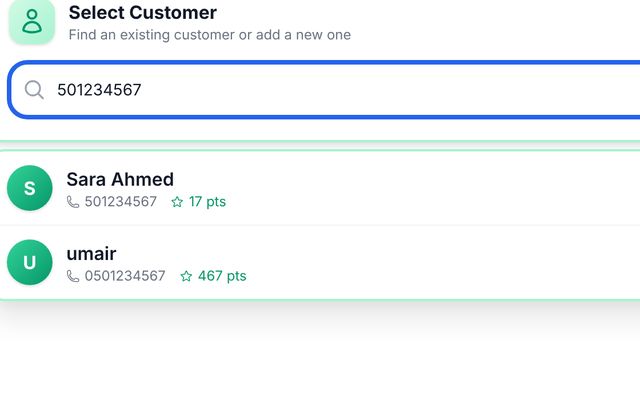 Select Customer
Find an existing customer or add a new one
501234567
S
Sara Ahmed
501234567 17 pts
U
umair
0501234567 467 pts